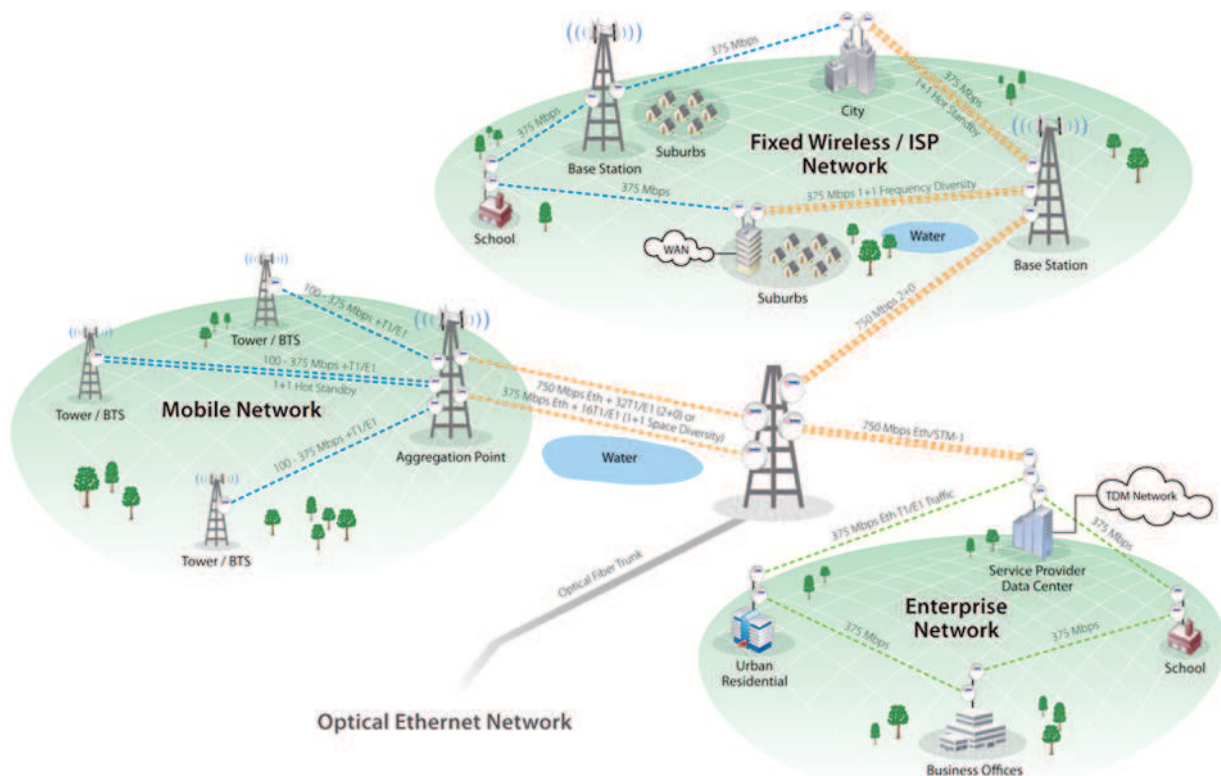 375 Mbps
City
375 Mbps
1+1 Hot Standby
375 Mbps
Suburbs
Base Station
Fixed Wireless / ISP
Network
375 Mbps
375 Mbps 1+1 Frequency Diversity
School
WAN
Water
Base Station
Suburbs
750 Mbps 2+0
100 - 375 Mbps +T1/E1
Tower / BTS
100 - 375 Mbps +T1/E1
1+1 Hot Standby
Tower / BTS
Mobile Network
100 - 375 Mbps +T1/E1
Aggregation Point
Tower / BTS
750 Mbps Eth + 32T1/E1 (2+0) or
375 Mbps Eth + 16T1/E1 (1+1 Space Diversity)
Water
750 Mbps Eth/STM-1
375 Mbps Eth T1/E1 Traffic
TDM Network
375 Mbps
Service Provider
Data Center
Optical Fiber Trunk
Enterprise
Network
375 Mbps
375 Mbps
Urban
Residential
School
Optical Ethernet Network
Business Offices